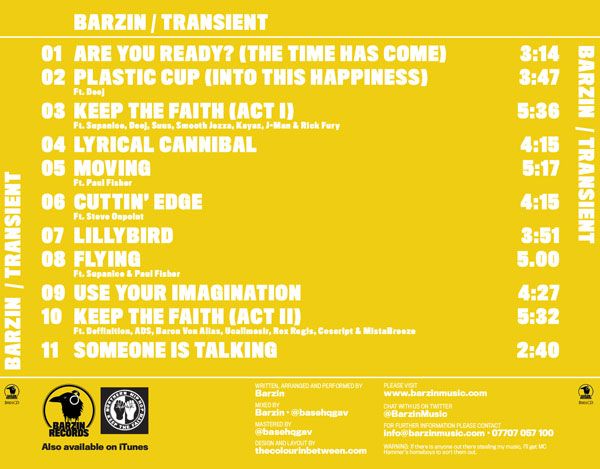 BARZIN / TRANSIENT
01 ARE YOU READY? (THE TIME HAS COME) 3:14
02 PLASTIC CUP (INTO THIS HAPPINESS) 3:47
Ft. Deej
03 KEEP THE FAITH (ACT I) 5:36
Ft. Supanice, Deej, Suus, Smooth Jezza, Kayaz, J-Man & Rick Fury
04 LYRICAL CANNIBAL 4:15
05 MOVING 5:17
Ft. Paul Fisher
06 CUTTIN' EDGE 4:15
Ft. Steve Onpoint
07 LILLYBIRD 3:51
08 FLYING 5.00
Ft. Supanice & Paul Fisher
09 USE YOUR IMAGINATION 4:27
10 KEEP THE FAITH (ACT II) 5:32
Ft. Deffinition, ADS, Baron Von Alias, Rex Regis, Coscript & MistaBreeze
11 SOMEONE IS TALKING 2:40
BARZIN / TRANSIENT
BARZIN / TRANSIENT
BARZIN
RECORDS
Also available on iTunes
WRITTEN, ARRANGED AND PERFORMED BY
Barzin
MIXED BY
Barzin • @basehqgav
MASTERED BY
@basehqgav
DESIGN AND LAYOUT BY
thecolourinbetween.com
PLEASE VISIT
www.barzinmusic.com
CHAT WITH US ON TWITTER
@BarzinMusic
FOR FURTHER INFORMATION PLEASE CONTACT
info@barzinmusic.com • 07707 057 100
WARNING: if there is anyone out there stealing my music, I'll get MC
Hammer's homeboys to sort them out.